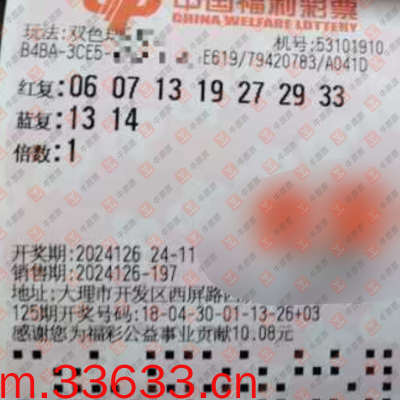 中国福利彩票
CHINA WELFARE LOTTERY
玩法:双色
机号:53101910
B4BA-3CE5- E619/79420783/A041D
红复:06 07 13 19 27 29 33
蓝复:13 14
倍数:1
开奖期:2024126 24-11
销售期:2024126-197
地址:大理市开发区西屏路
125期开奖号码:18-04-30-01-13-26+03
感谢您为福彩公益事业贡献10.08元
m.33633.cn